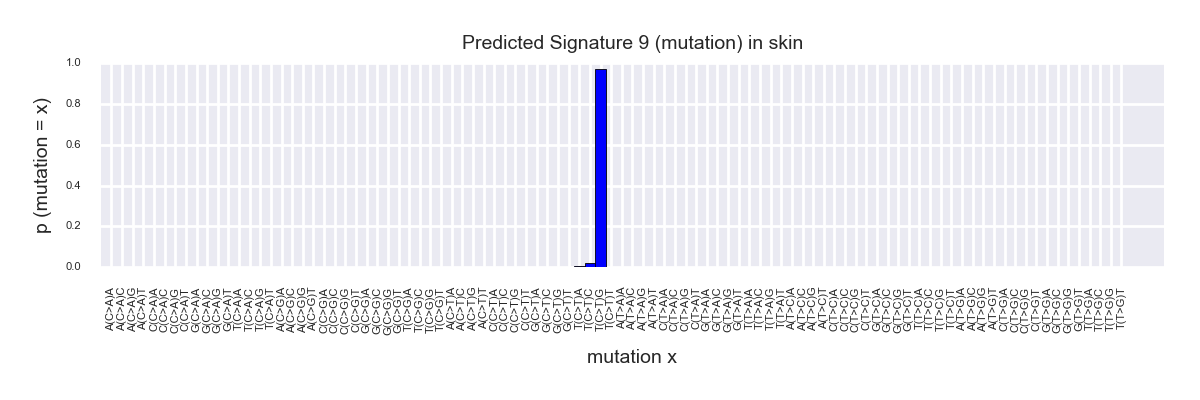 Predicted Signature 9 (mutation) in skin
p (mutation = x)
1.0
0.8
0.6
0.4
0.2
0.0
A(C>A)A
A(C>A)C
A(C>A)G
A(C>A)T
C(C>A)A
C(C>A)C
C(C>A)G
C(C>A)T
G(C>A)A
G(C>A)C
G(C>A)G
G(C>A)T
T(C>A)A
T(C>A)C
T(C>A)G
T(C>A)T
A(C>G)A
A(C>G)C
A(C>G)G
A(C>G)T
C(C>G)A
C(C>G)C
C(C>G)G
C(C>G)T
G(C>G)A
G(C>G)C
G(C>G)G
G(C>G)T
T(C>G)A
T(C>G)C
T(C>G)G
T(C>G)T
A(C>T)A
A(C>T)C
A(C>T)G
A(C>T)T
C(C>T)A
C(C>T)C
C(C>T)G
C(C>T)T
G(C>T)A
G(C>T)C
G(C>T)G
G(C>T)T
T(C>T)A
T(C>T)C
T(C>T)G
T(C>T)T
A(T>A)A
A(T>A)C
A(T>A)G
A(T>A)T
C(T>A)A
C(T>A)C
C(T>A)G
C(T>A)T
G(T>A)A
G(T>A)C
G(T>A)G
G(T>A)T
T(T>A)A
T(T>A)C
T(T>A)G
T(T>A)T
A(T>C)A
A(T>C)C
A(T>C)G
A(T>C)T
C(T>C)A
C(T>C)C
C(T>C)G
C(T>C)T
G(T>C)A
G(T>C)C
G(T>C)G
G(T>C)T
T(T>C)A
T(T>C)C
T(T>C)G
T(T>C)T
A(T>G)A
A(T>G)C
A(T>G)G
A(T>G)T
C(T>G)A
C(T>G)C
C(T>G)G
C(T>G)T
G(T>G)A
G(T>G)C
G(T>G)G
G(T>G)T
T(T>G)A
T(T>G)C
T(T>G)G
T(T>G)T
mutation x